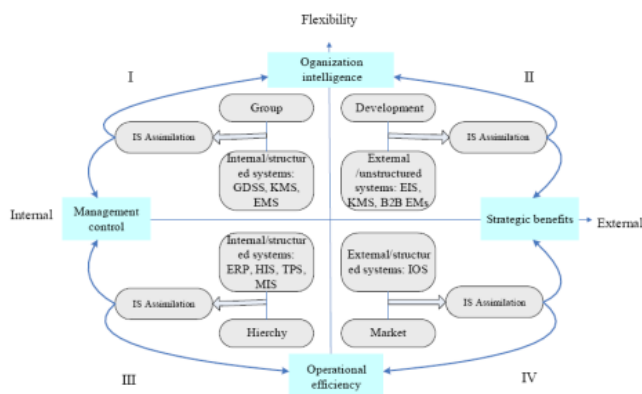 Flexibility
Oganization
intelligence
I
II
Group
Development
IS Assimilation
IS Assimilation
Internal/structur
ed systems:
GDSS, KMS,
EMS
External
/unstructured
systems: EIS,
KMS, B2B EMs
Internal
Management
control
Strategic benefits
External
Internal/structur
ed systems:
ERP, HIS, TPS,
MIS
External/structur
ed systems: IOS
IS Assimilation
IS Assimilation
Hierchy
Market
III
IV
Operational
efficiency